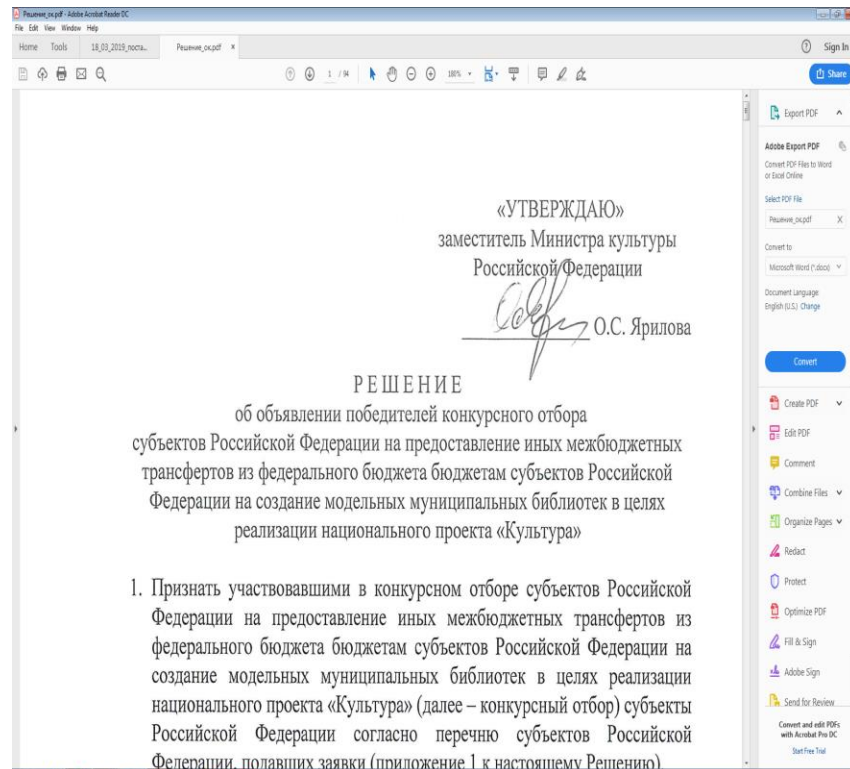 Решение_ок.pdf - Adobe Acrobat Reader DC
File Edit View Window Help
Home Tools 18_03_2019_поста... Решение_ок.pdf x
Sign In
1 / 94
180%
Share
«УТВЕРЖДАЮ»
заместитель Министра культуры
Российской Федерации
О.С. Ярилова
РЕШЕНИЕ
об объявлении победителей конкурсного отбора
субъектов Российской Федерации на предоставление иных межбюджетных
трансфертов из федерального бюджета бюджетам субъектов Российской
Федерации на создание модельных муниципальных библиотек в целях
реализации национального проекта «Культура»
1. Признать участвовавшими в конкурсном отборе субъектов Российской
Федерации на предоставление иных межбюджетных трансфертов из
федерального бюджета бюджетам субъектов Российской Федерации на
создание модельных муниципальных библиотек в целях реализации
национального проекта «Культура» (далее – конкурсный отбор) субъекты
Российской Федерации согласно перечню субъектов Российской
Федерации, подавших заявки (приложение 1 к настоящему Решению).
Export PDF
Adobe Export PDF
Convert PDF Files to Word
or Excel Online
Select PDF File
Решение_ок.pdf X
Convert to
Microsoft Word (*.docx)
Document Language:
English (U.S.) Change
Convert
Create PDF
Edit PDF
Comment
Combine Files
Organize Pages
Redact
Protect
Optimize PDF
Fill & Sign
Adobe Sign
Send for Review
Convert and edit PDFs
with Acrobat Pro DC
Start Free Trial